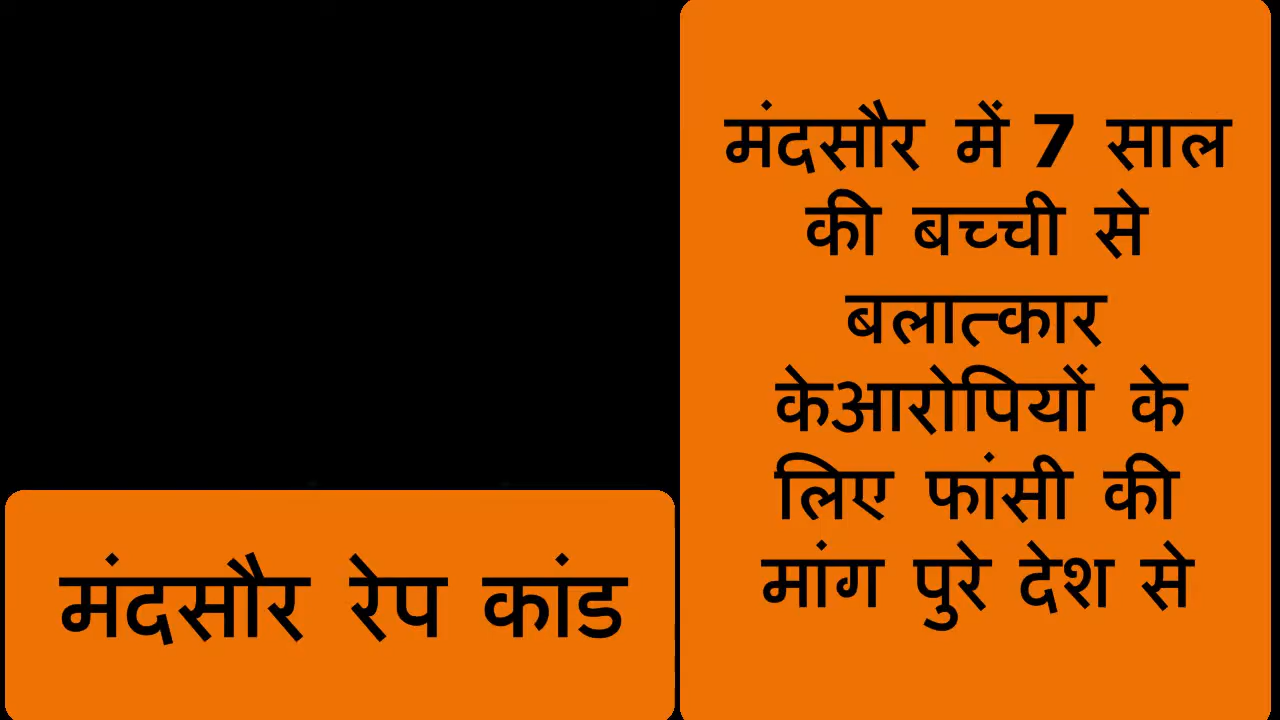 मंदसौर रेप कांड
मंदसौर में 7 साल
की बच्ची से
बलात्कार
केआरोपियों के
लिए फांसी की
मांग पुरे देश से